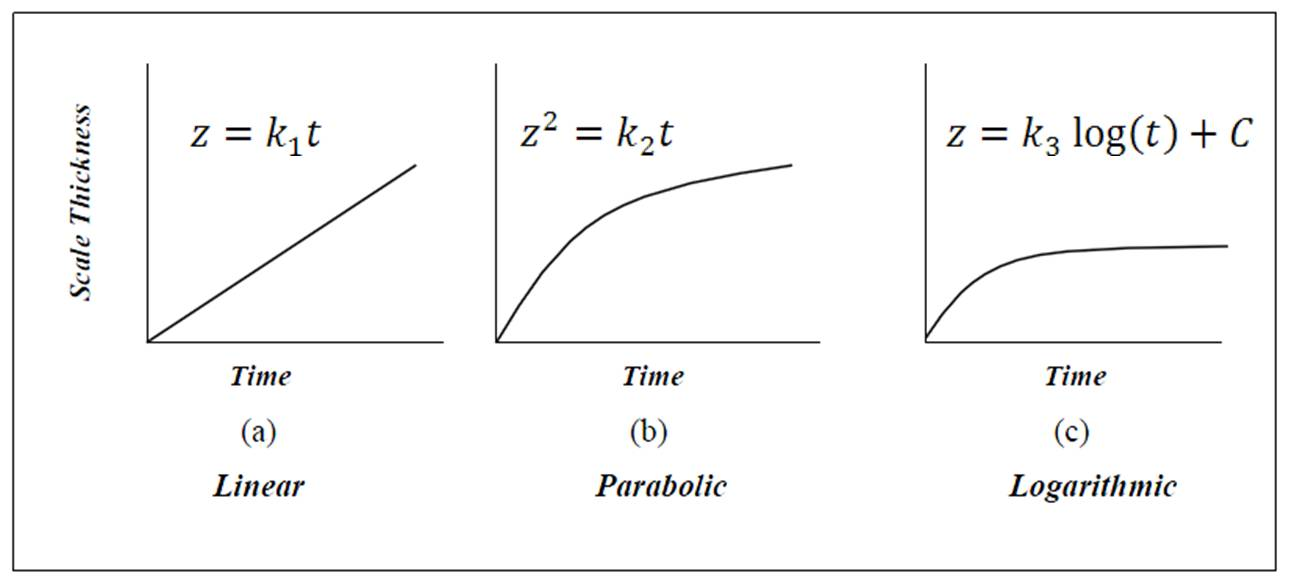 Scale Thickness
z = k₁t
Time
(a)
Linear
z² = k₂t
Time
(b)
Parabolic
z = k₃ log(t) + C
Time
(c)
Logarithmic